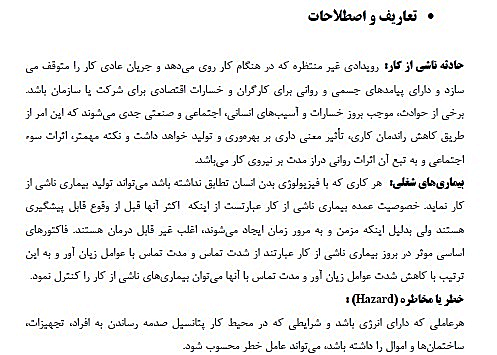 • تعاریف و اصطلاحات
حادثه ناشی از کار: رویدادی غیر منتظره که در هنگام کار روی می‌دهد و جریان عادی کار را متوقف می
سازد و دارای پیامدهای جسمی و روانی برای کارگران و خسارات اقتصادی برای شرکت یا سازمان باشد.
برخی از حوادث، موجب بروز خسارات و آسیب‌های انسانی، اجتماعی و صنعتی جدی می‌شوند که این امر از
طریق کاهش راندمان کاری، تأثیر معنی داری بر بهره‌وری و تولید خواهد داشت و نکته مهمتر، اثرات سوء
اجتماعی و به تبع آن اثرات روانی دراز مدت بر نیروی کار می‌باشد.
بیماری‌های شغلی: هر کاری که با فیزیولوژی بدن انسان تطابق نداشته باشد می‌تواند تولید بیماری ناشی از
کار نماید. خصوصیت عمده بیماری ناشی از کار عبارتست از اینکه اکثر آنها قبل از وقوع قابل پیشگیری
هستند ولی بدلیل اینکه مزمن و به مرور زمان ایجاد می‌شوند، اغلب غیر قابل درمان هستند. فاکتورهای
اساسی موثر در بروز بیماری ناشی از کار عبارتند از شدت تماس و مدت تماس با عوامل زیان آور و به این
ترتیب با کاهش شدت عوامل زیان آور و مدت تماس با آنها می‌توان بیماری‌های ناشی از کار را کنترل نمود.
خطر یا مخاطره (Hazard) :
هرعاملی که دارای انرژی باشد و شرایطی که در محیط کار پتانسیل صدمه رساندن به افراد، تجهیزات،
ساختمان‌ها و اموال را داشته باشد، می‌تواند عامل خطر محسوب شود.